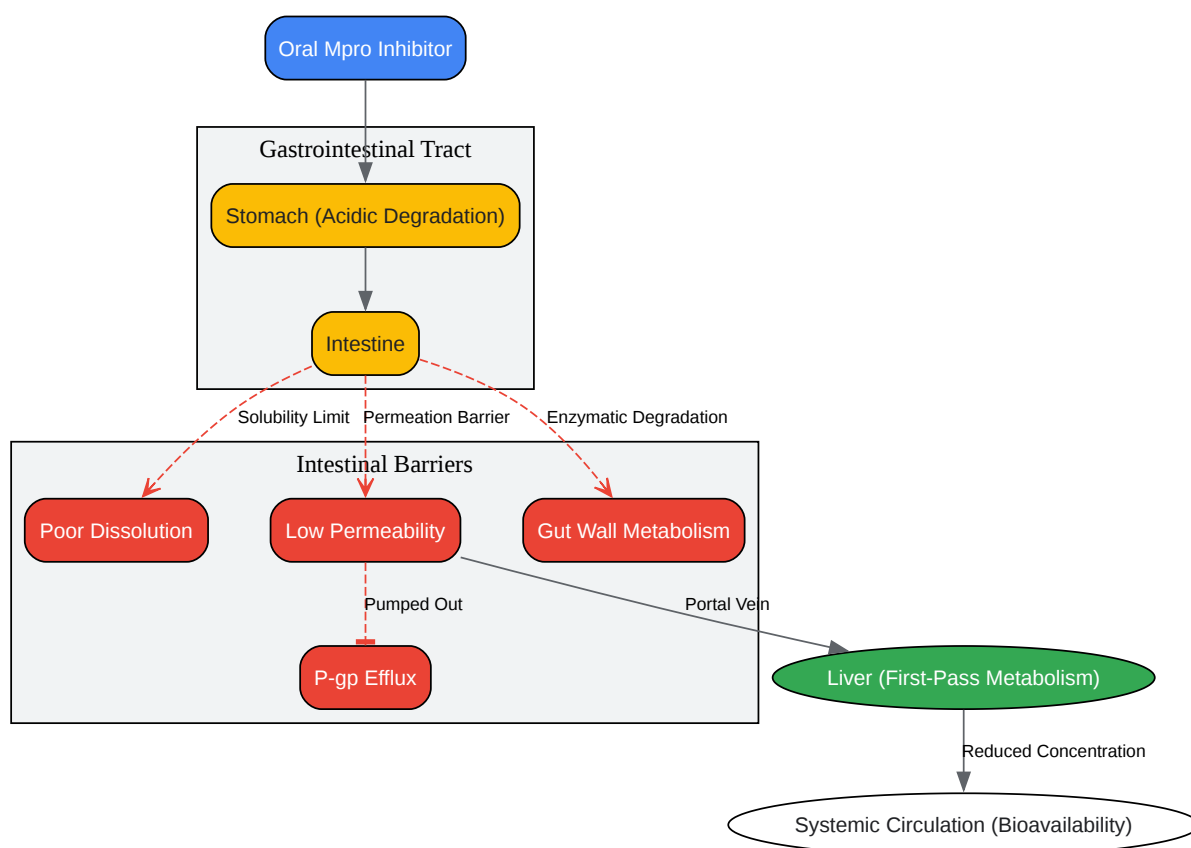 Oral Mpro Inhibitor
Gastrointestinal Tract
Stomach (Acidic Degradation)
Intestine
Solubility Limit
Permeation Barrier
Enzymatic Degradation
Intestinal Barriers
Poor Dissolution
Low Permeability
Gut Wall Metabolism
Pumped Out
Portal Vein
P-gp Efflux
Liver (First-Pass Metabolism)
Reduced Concentration
Systemic Circulation (Bioavailability)